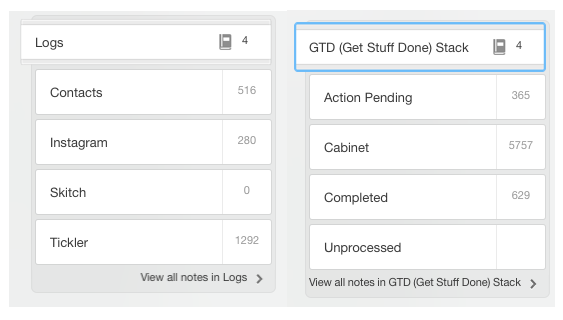 Logs 4
Contacts 516
Instagram 280
Skitch 0
Tickler 1292
View all notes in Logs
GTD (Get Stuff Done) Stack 4
Action Pending 365
Cabinet 5757
Completed 629
Unprocessed
View all notes in GTD (Get Stuff Done) Stack